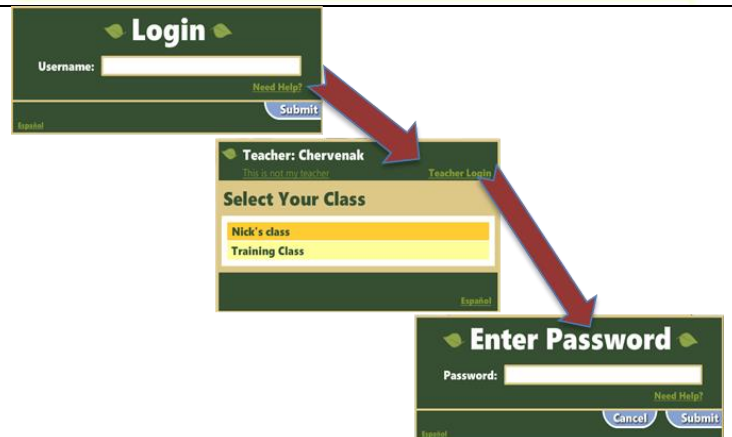 Login
Username:
Need Help?
Submit
Español
Teacher: Chervenak
This is not my teacher
Teacher Login
Select Your Class
Nick's class
Training Class
Español
Enter Password
Password:
Need Help?
Cancel
Submit
Español